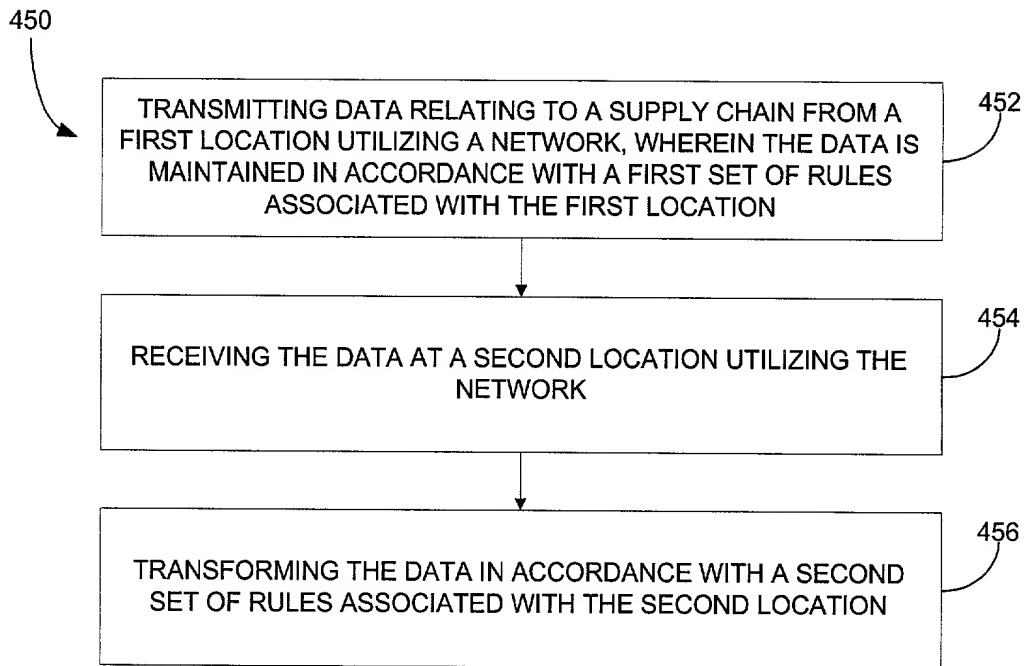 450
TRANSMITTING DATA RELATING TO A SUPPLY CHAIN FROM A
FIRST LOCATION UTILIZING A NETWORK, WHEREIN THE DATA IS
MAINTAINED IN ACCORDANCE WITH A FIRST SET OF RULES
ASSOCIATED WITH THE FIRST LOCATION
452
RECEIVING THE DATA AT A SECOND LOCATION UTILIZING THE
NETWORK
454
TRANSFORMING THE DATA IN ACCORDANCE WITH A SECOND
SET OF RULES ASSOCIATED WITH THE SECOND LOCATION
456